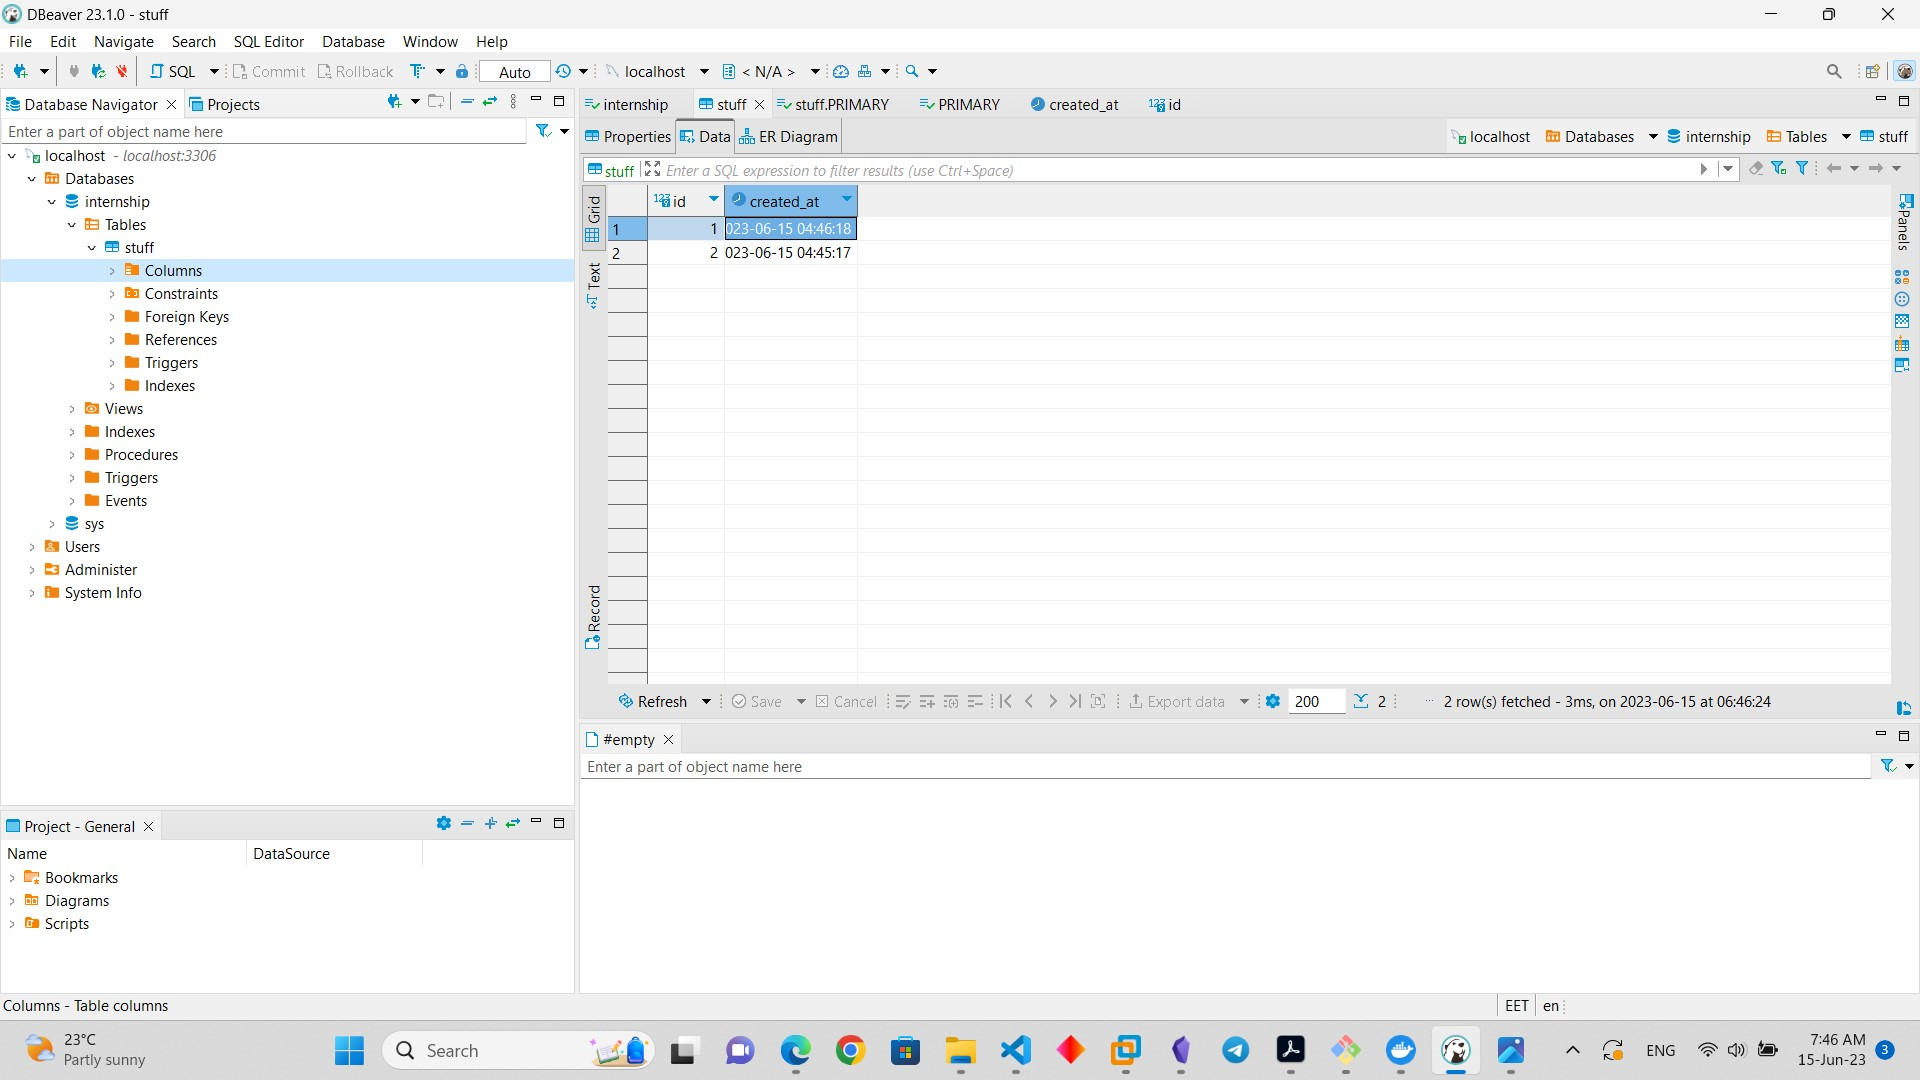 DBeaver 23.1.0 - stuff
File Edit Navigate Search SQL Editor Database Window Help
SQL Commit Rollback Auto localhost < N/A >
Database Navigator Projects
Enter a part of object name here
localhost - localhost:3306
Databases
internship
Tables
stuff
Columns
Constraints
Foreign Keys
References
Triggers
Indexes
Views
Indexes
Procedures
Triggers
Events
sys
Users
Administer
System Info
internship stuff stuff.PRIMARY PRIMARY created_at id
Properties Data ER Diagram localhost Databases internship Tables stuff
stuff Enter a SQL expression to filter results (use Ctrl+Space)
Grid
Text
Record
Panels
123 id created_at
1 1 023-06-15 04:46:18
2 2 023-06-15 04:45:17
Refresh Save Cancel Export data 200 2 2 row(s) fetched - 3ms, on 2023-06-15 at 06:46:24
#empty
Enter a part of object name here
Project - General
Name DataSource
Bookmarks
Diagrams
Scripts
Columns - Table columns EET en
23°C
Partly sunny
Search
ENG
7:46 AM
15-Jun-23
3